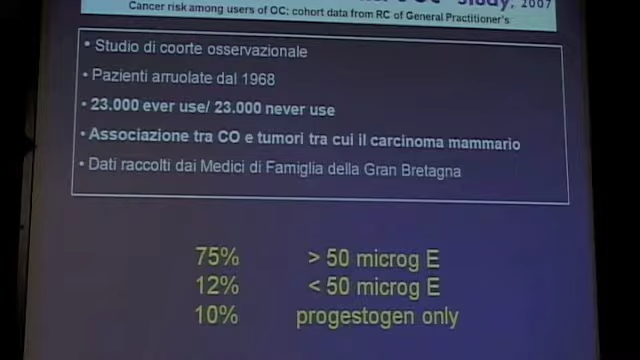 Study, 2007
Cancer risk among users of OC: cohort data from RC of General Practitioner's
• Studio di coorte osservazionale
• Pazienti arruolate dal 1968
• 23.000 ever use/ 23.000 never use
• Associazione tra CO e tumori tra cui il carcinoma mammario
• Dati raccolti dai Medici di Famiglia della Gran Bretagna
75% > 50 microg E
12% < 50 microg E
10% progestogen only